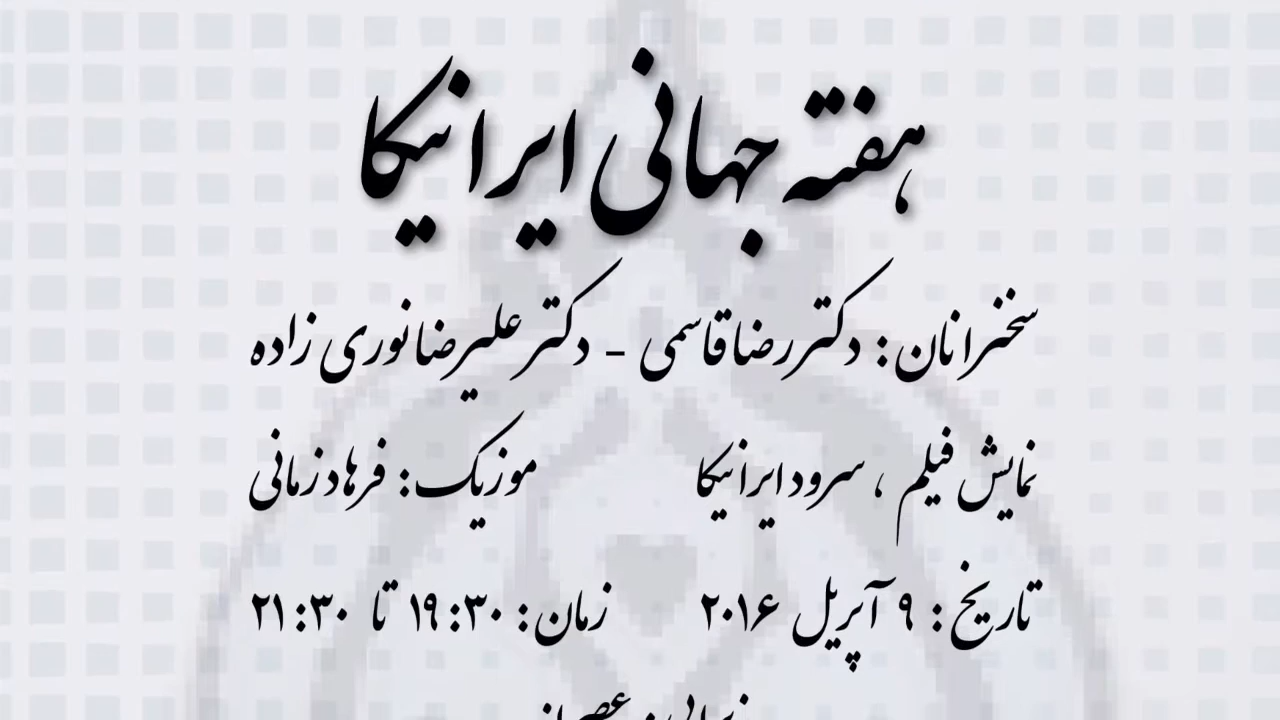 هفته جهانی ایرانیکا
سخنرانان: دکتر رضا قاسمی - دکتر علیرضا نوری زاده
نمایش فیلم ، سرود ایرانیکا موزیک: فرهاد زمانی
تاریخ: ۹ آپریل ۲۰۱۶ زمان: ۱۹:۳۰ تا ۲۱:۳۰